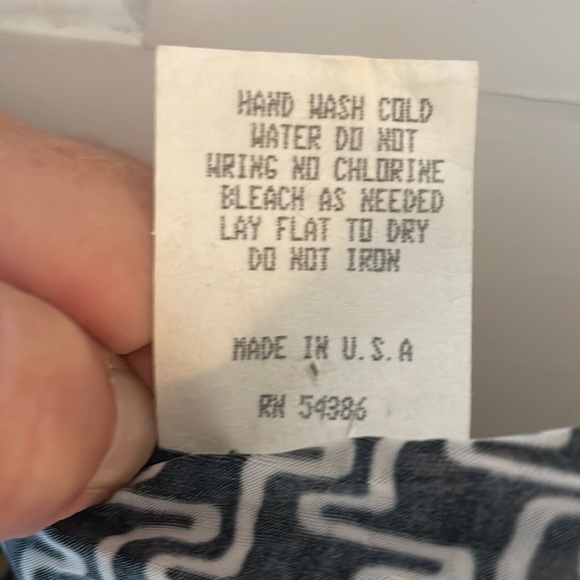 HAND WASH COLD
WATER DO NOT
WRING NO CHLORINE
BLEACH AS NEEDED
LAY FLAT TO DRY
DO NOT IRON
MADE IN U.S.A
RN 54386